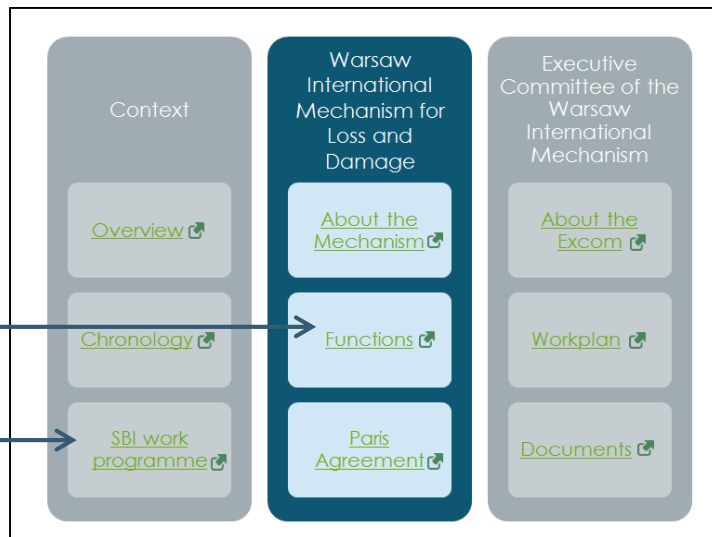 Context
Overview
Chronology
SBI work
programme
Warsaw
International
Mechanism for
Loss and
Damage
About the
Mechanism
Functions
Paris
Agreement
Executive
Committee of the
Warsaw
International
Mechanism
About the
Excom
Workplan
Documents